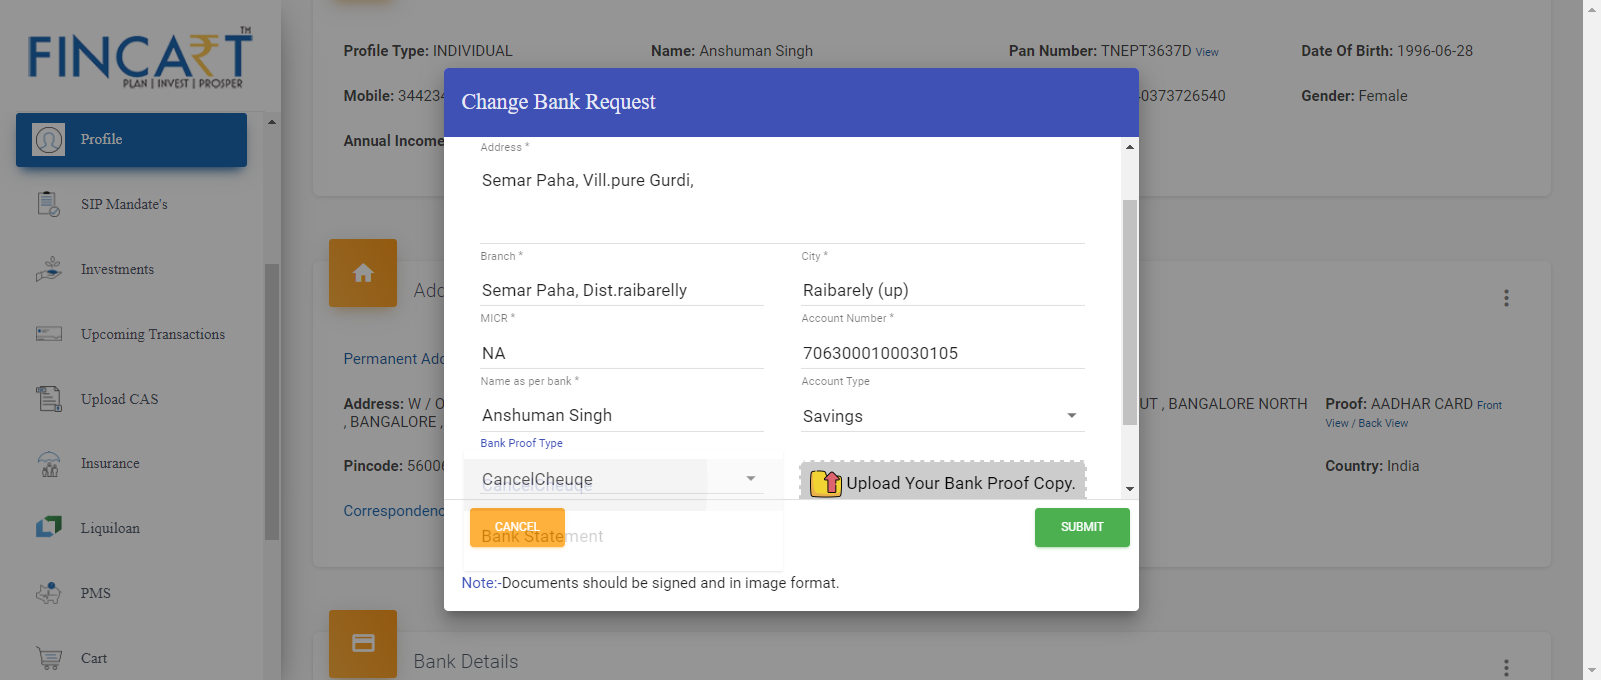 FINCART TM
PLAN | INVEST | PROSPER
Profile
SIP Mandate's
Investments
Upcoming Transactions
Upload CAS
Insurance
Liquiloan
PMS
Cart
Profile Type: INDIVIDUAL
Name: Anshuman Singh
Pan Number: TNEPT3637D View
Date Of Birth: 1996-06-28
Mobile: 34423
0373726540
Gender: Female
Annual Income
Change Bank Request
Address *
Semar Paha, Vill.pure Gurdi,
Branch *
City *
Semar Paha, Dist.raibarelly
Raibarely (up)
MICR *
Account Number *
NA
7063000100030105
Name as per bank *
Account Type
Anshuman Singh
Savings
Bank Proof Type
CancelCheuqe
CancelCheuqe
Upload Your Bank Proof Copy.
Bank Statement
CANCEL
SUBMIT
Note:-Documents should be signed and in image format.
Add
Permanent Add
Address: W / O
UT , BANGALORE NORTH
, BANGALORE ,
Proof: AADHAR CARD Front
View / Back View
Pincode: 5600
Country: India
Correspondenc
Bank Details